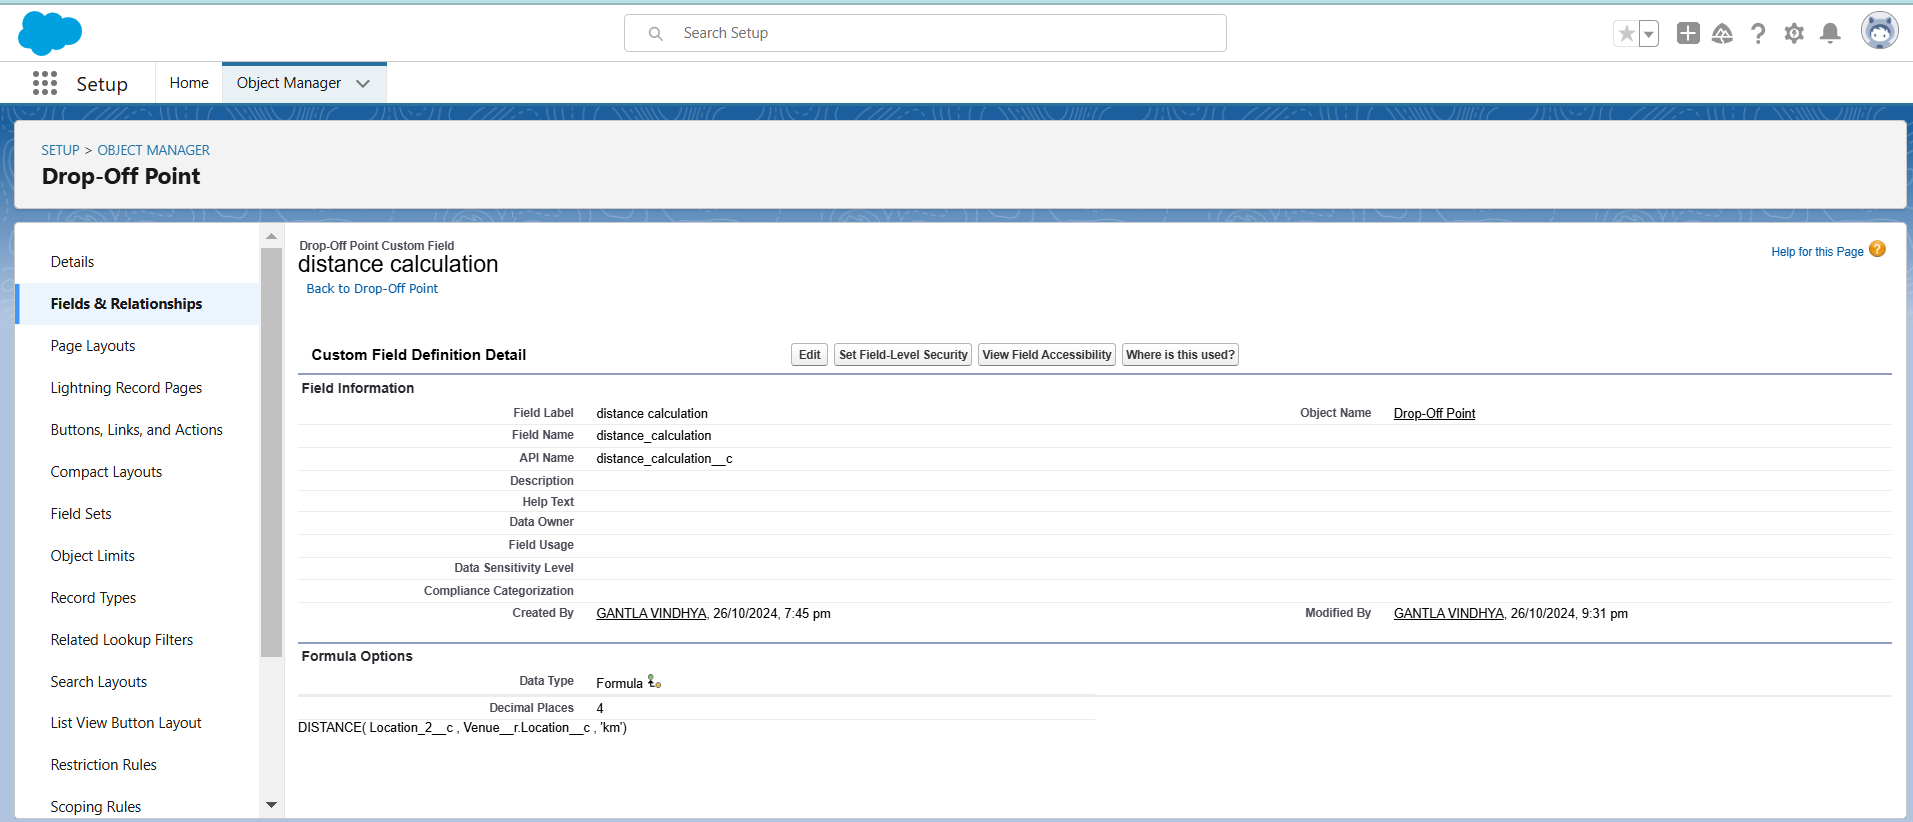 Search Setup
Setup
Home
Object Manager
SETUP > OBJECT MANAGER
Drop-Off Point
Details
Fields & Relationships
Page Layouts
Lightning Record Pages
Buttons, Links, and Actions
Compact Layouts
Field Sets
Object Limits
Record Types
Related Lookup Filters
Search Layouts
List View Button Layout
Restriction Rules
Scoping Rules
Drop-Off Point Custom Field
distance calculation
Back to Drop-Off Point
Help for this Page
Custom Field Definition Detail
Edit
Set Field-Level Security
View Field Accessibility
Where is this used?
Field Information
Field Label distance calculation Object Name Drop-Off Point
Field Name distance_calculation
API Name distance_calculation__c
Description
Help Text
Data Owner
Field Usage
Data Sensitivity Level
Compliance Categorization
Created By GANTLA VINDHYA, 26/10/2024, 7:45 pm Modified By GANTLA VINDHYA, 26/10/2024, 9:31 pm
Formula Options
Data Type Formula
Decimal Places 4
DISTANCE( Location_2__c , Venue__r.Location__c , 'km')